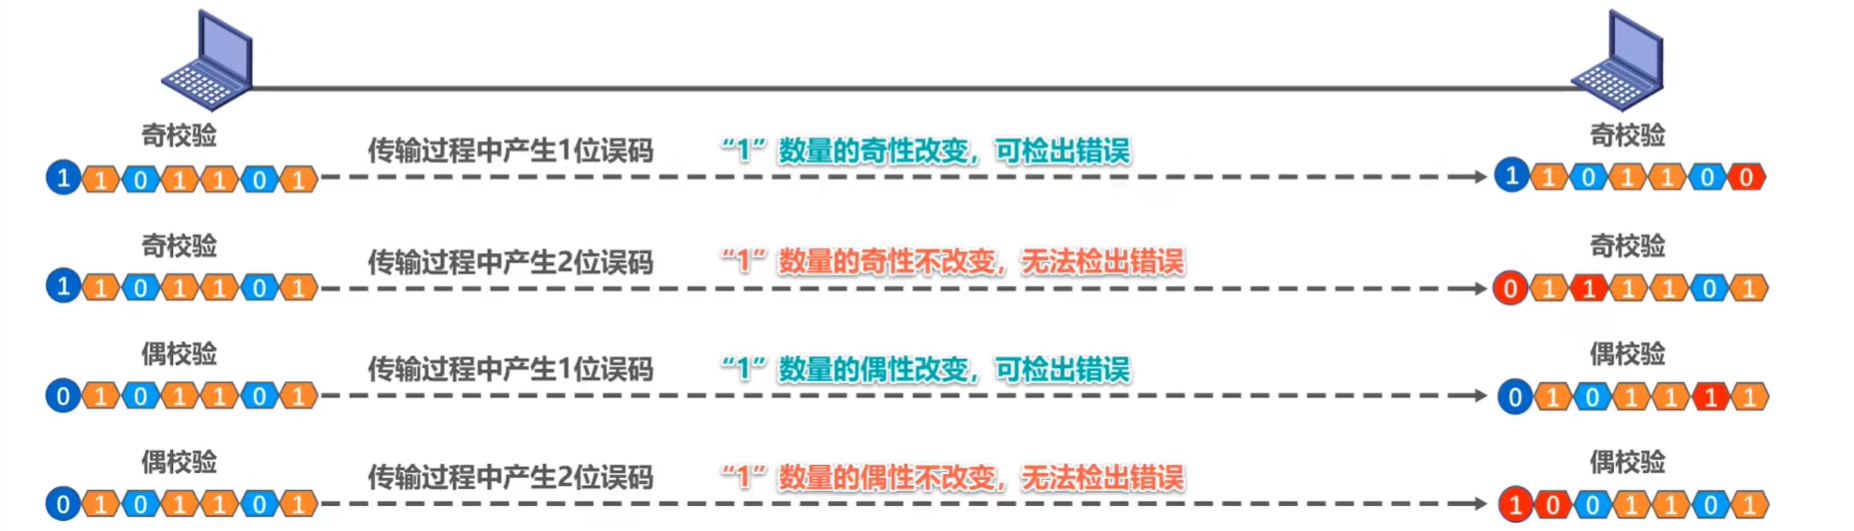 奇校验 奇校验
传输过程中产生1位误码 “1”数量的奇性改变，可检出错误
1 1 0 1 1 0 1 1 1 0 1 1 0 0
奇校验 奇校验
传输过程中产生2位误码 “1”数量的奇性不改变，无法检出错误
1 1 0 1 1 0 1 0 1 1 1 1 0 1
偶校验 偶校验
传输过程中产生1位误码 “1”数量的偶性改变，可检出错误
0 1 0 1 1 0 1 0 1 0 1 1 1 1
偶校验 偶校验
传输过程中产生2位误码 “1”数量的偶性不改变，无法检出错误
0 1 0 1 1 0 1 1 0 0 1 1 0 1